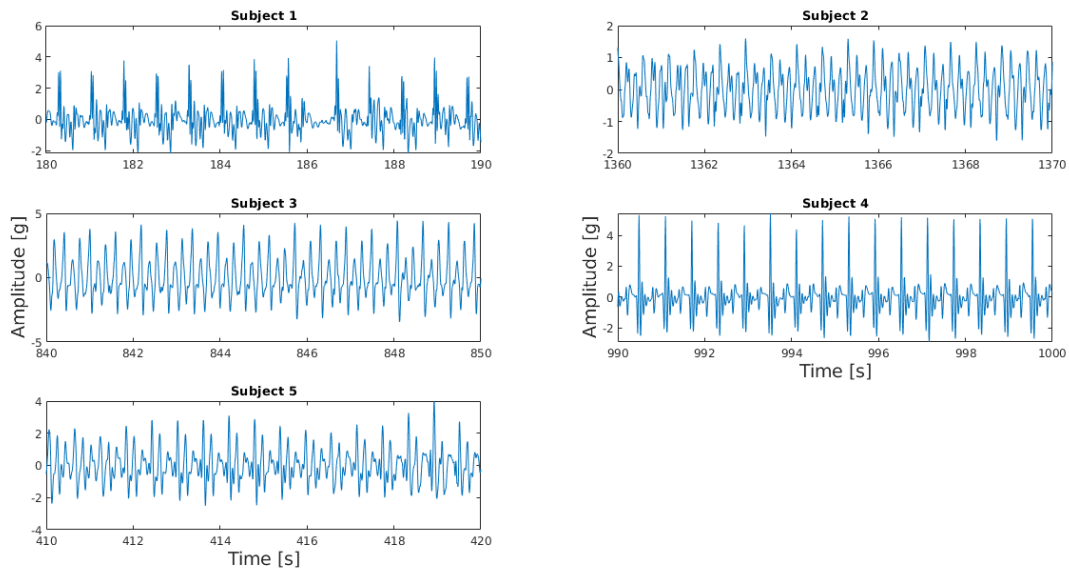 Subject 1
6
4
2
0
-2
180 182 184 186 188 190
Subject 2
2
1
0
-1
-2
1360 1362 1364 1366 1368 1370
Subject 3
Amplitude [g]
5
0
-5
840 842 844 846 848 850
Subject 4
Amplitude [g]
4
2
0
-2
990 992 994 996 998 1000
Time [s]
Subject 5
4
2
0
-2
-4
410 412 414 416 418 420
Time [s]